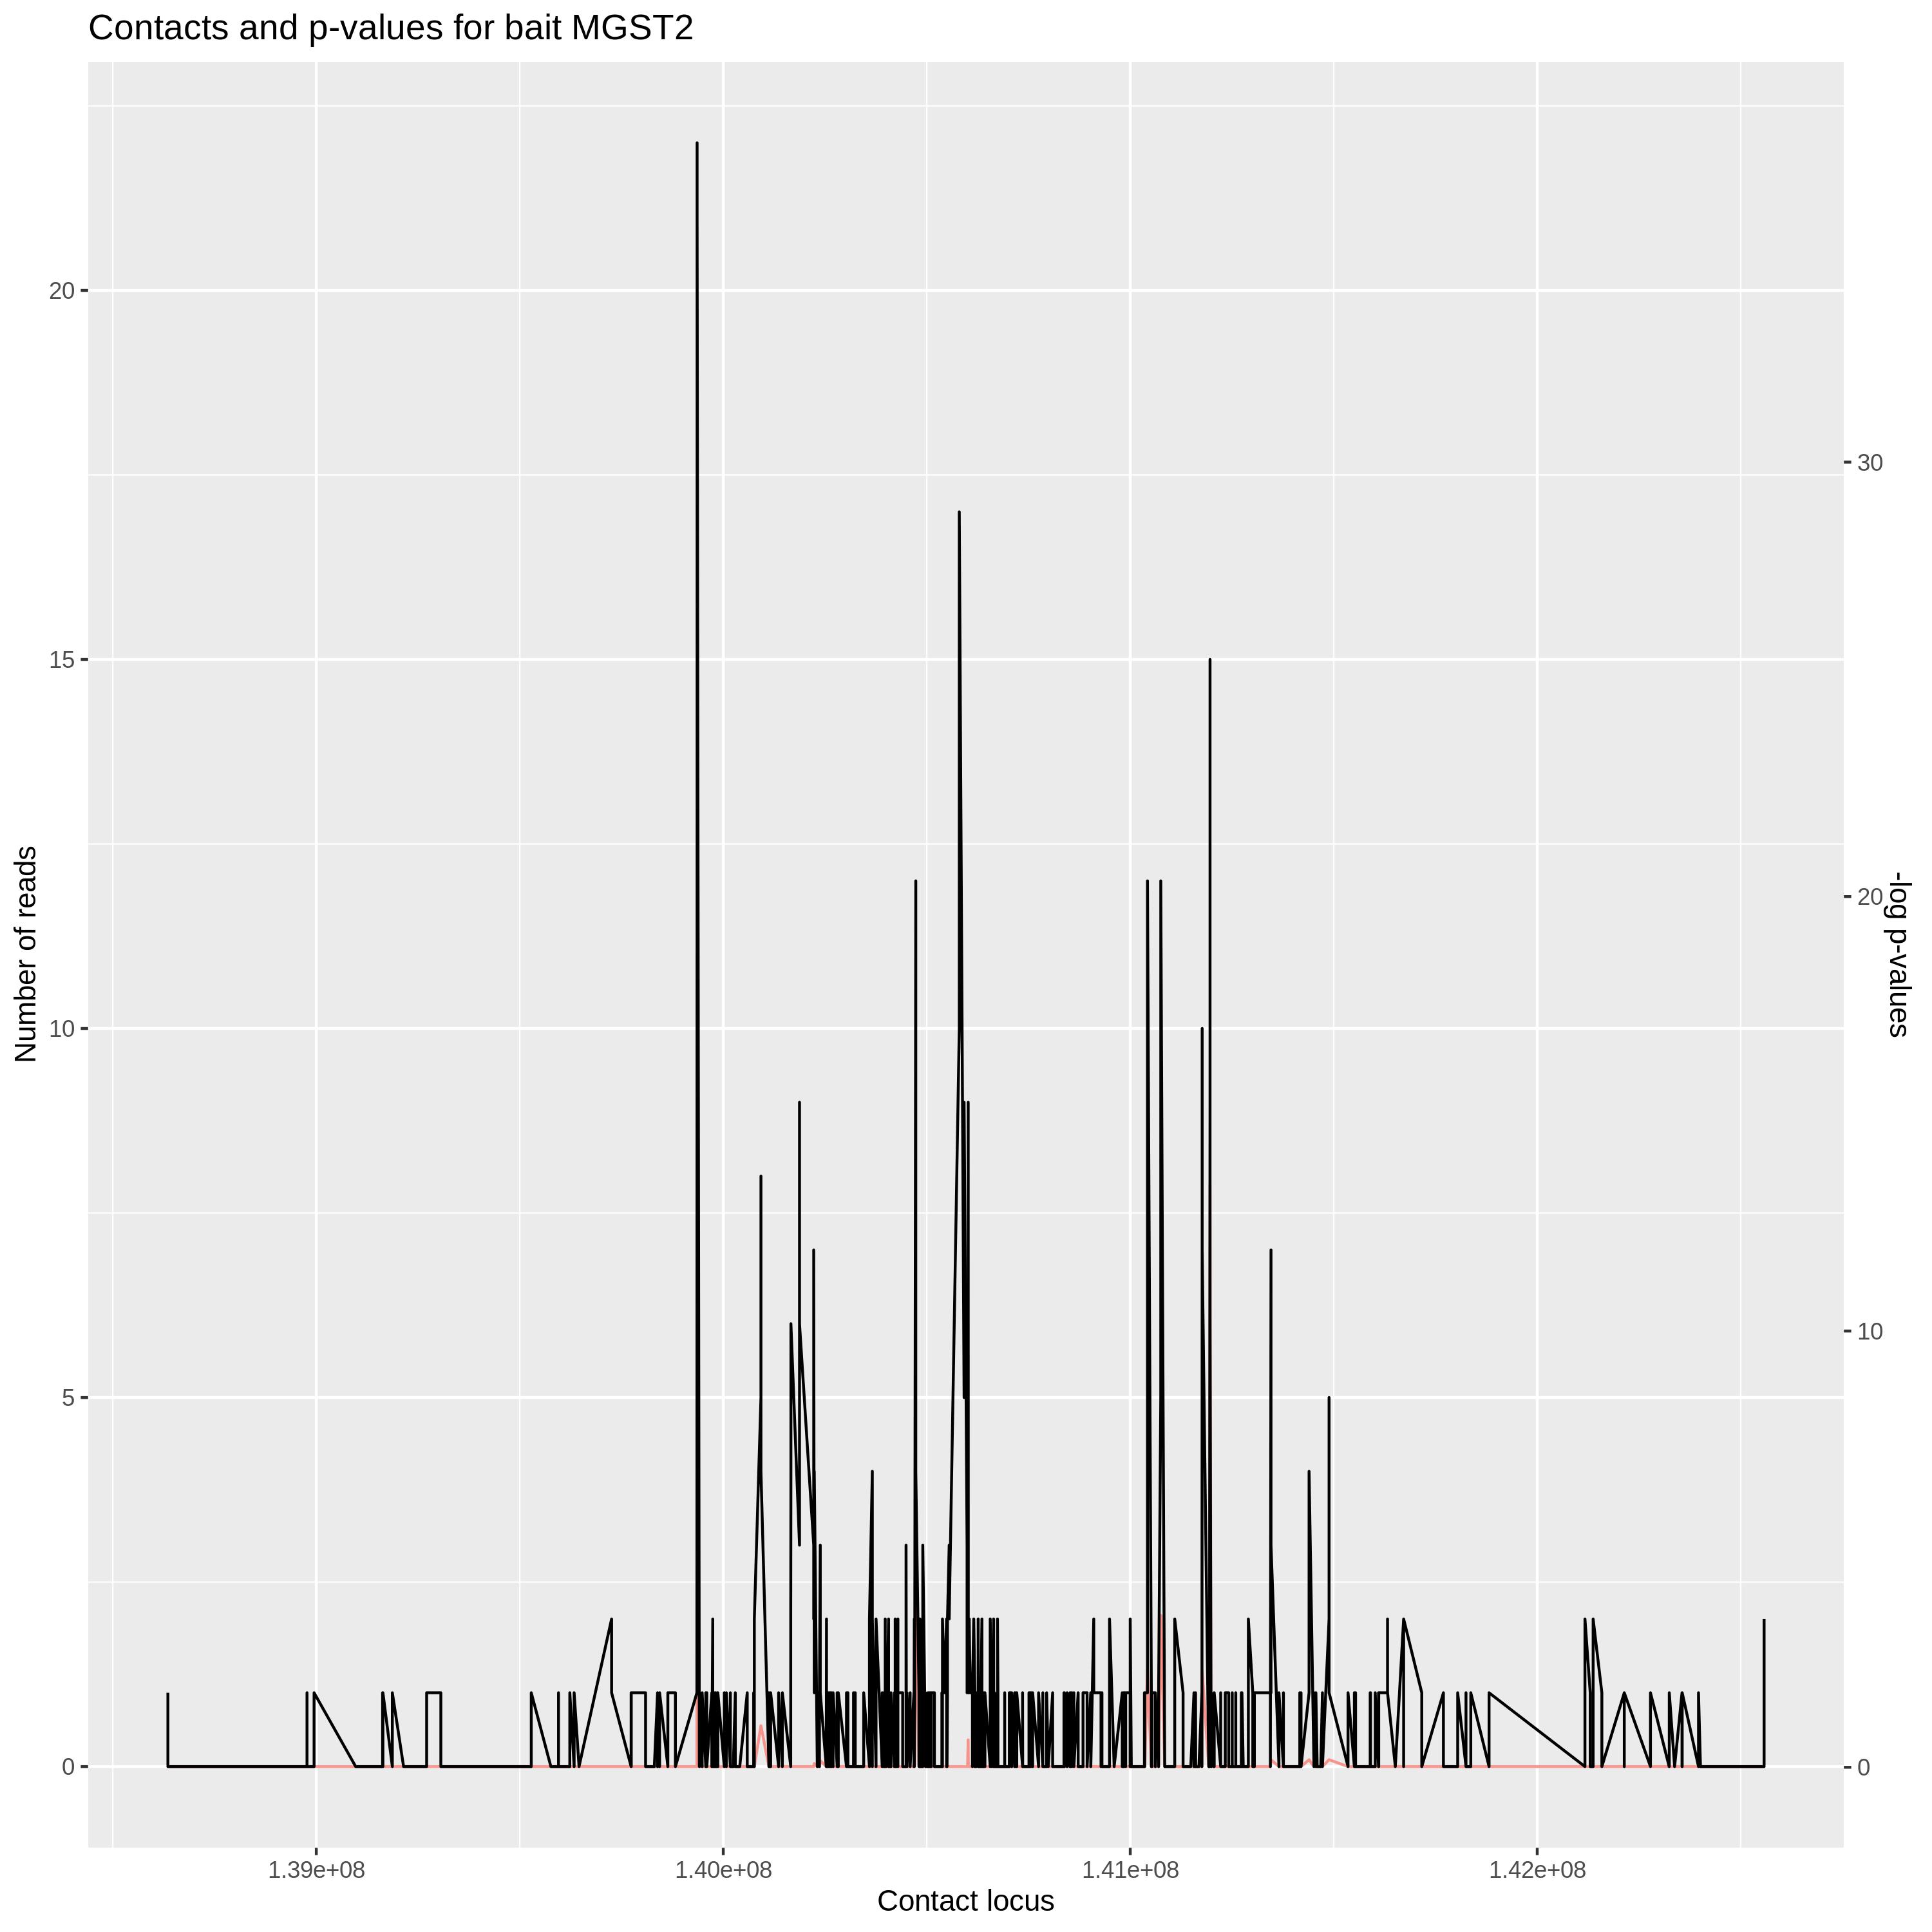 Contacts and p-values for bait MGST2
20
15
10
5
0
Number of reads
30
20
10
0
-log p-values
1.39e+08
1.40e+08
1.41e+08
1.42e+08
Contact locus